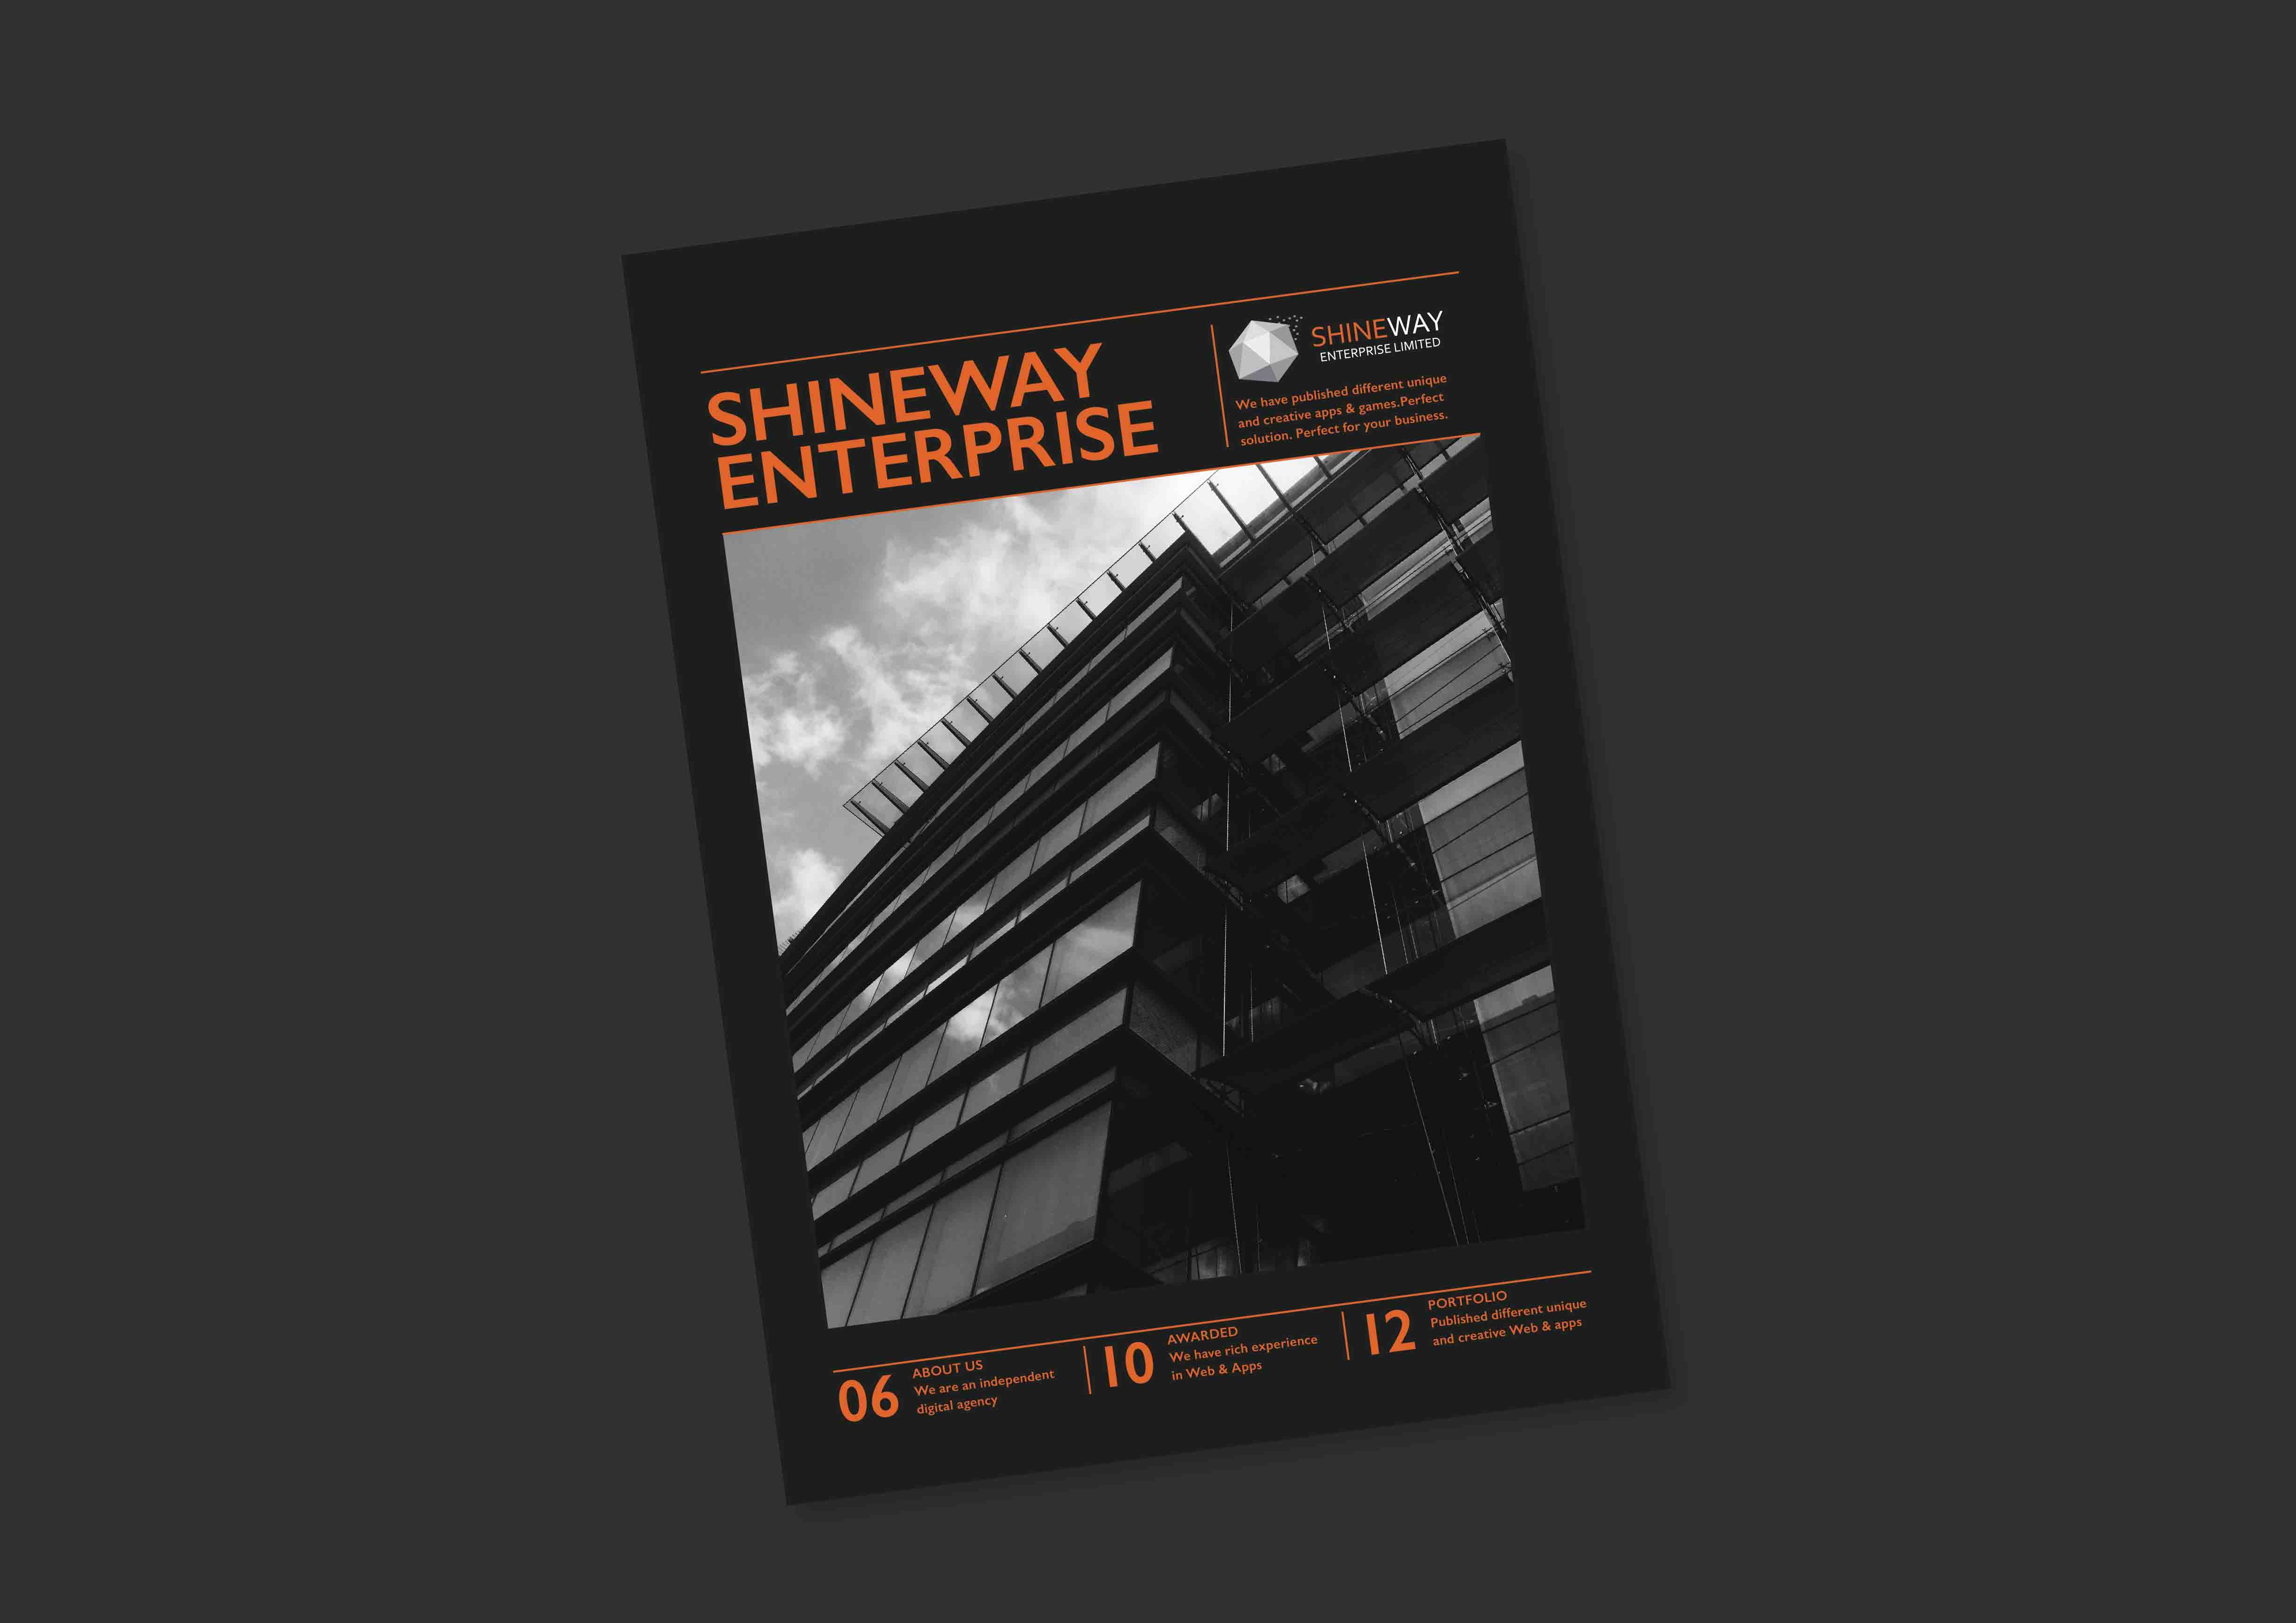 SHINEWAY
ENTERPRISE
SHINEWAY
ENTERPRISE LIMITED
We have published different unique
and creative apps & games.Perfect
solution. Perfect for your business.
06
ABOUT US
We are an independent
digital agency
10
AWARDED
We have rich experience
in Web & Apps
12
PORTFOLIO
Published different unique
and creative Web & apps